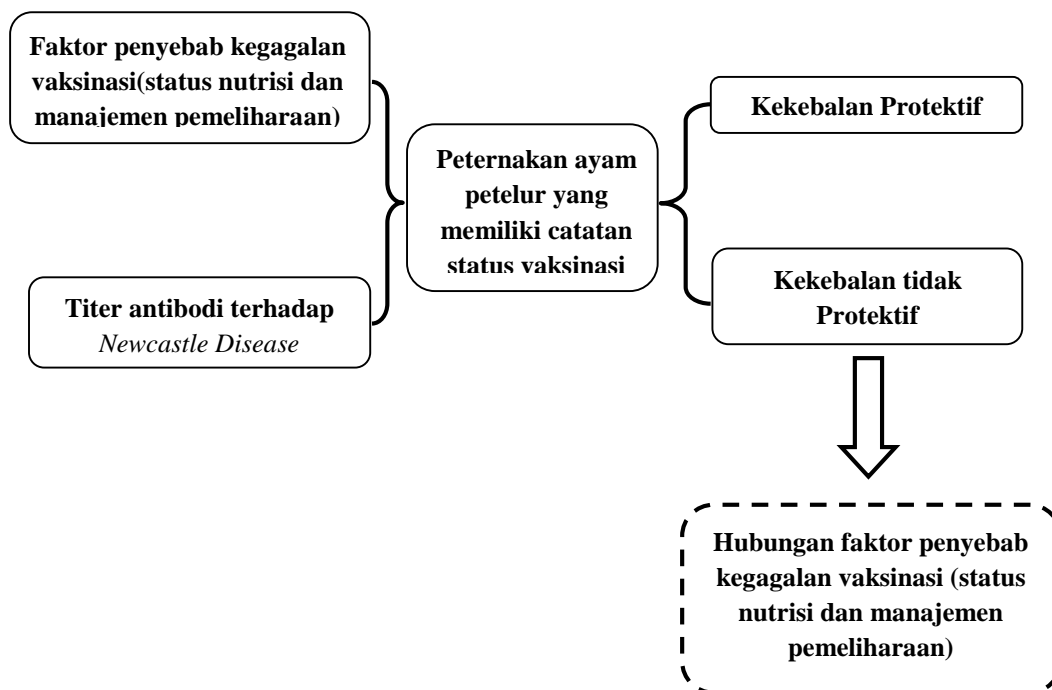 Faktor penyebab kegagalan
vaksinasi(status nutrisi dan
manajemen pemeliharaan)
Titer antibodi terhadap
Newcastle Disease
Peternakan ayam
petelur yang
memiliki catatan
status vaksinasi
Kekebalan Protektif
Kekebalan tidak
Protektif
Hubungan faktor penyebab
kegagalan vaksinasi (status
nutrisi dan manajemen
pemeliharaan)